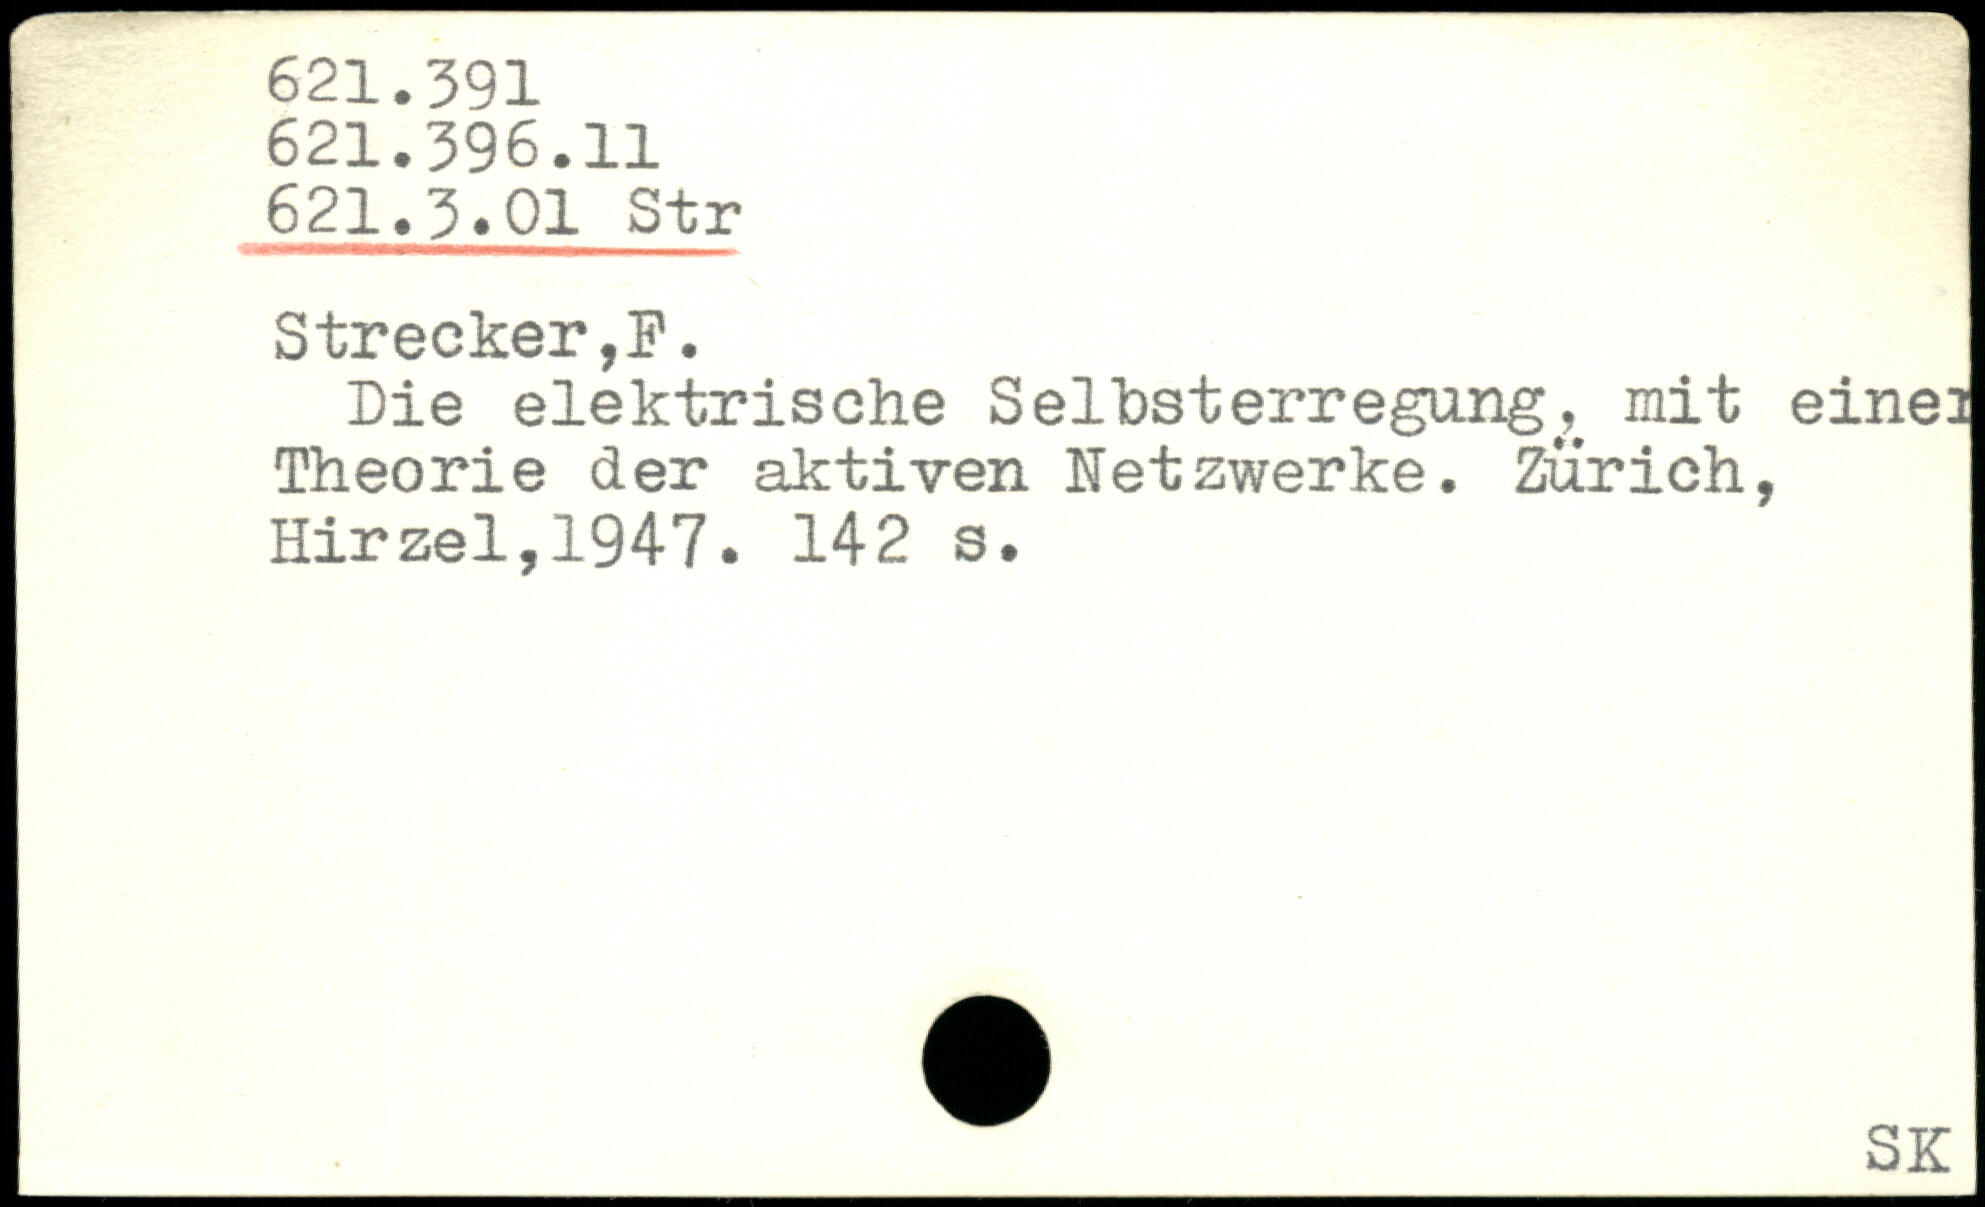 621.391
621.396.11
621.3.01 Str
Strecker,F.
Die elektrische Selbsterregung, mit einer
Theorie der aktiven Netzwerke. Zürich,
Hirzel,1947. 142 s.
SK